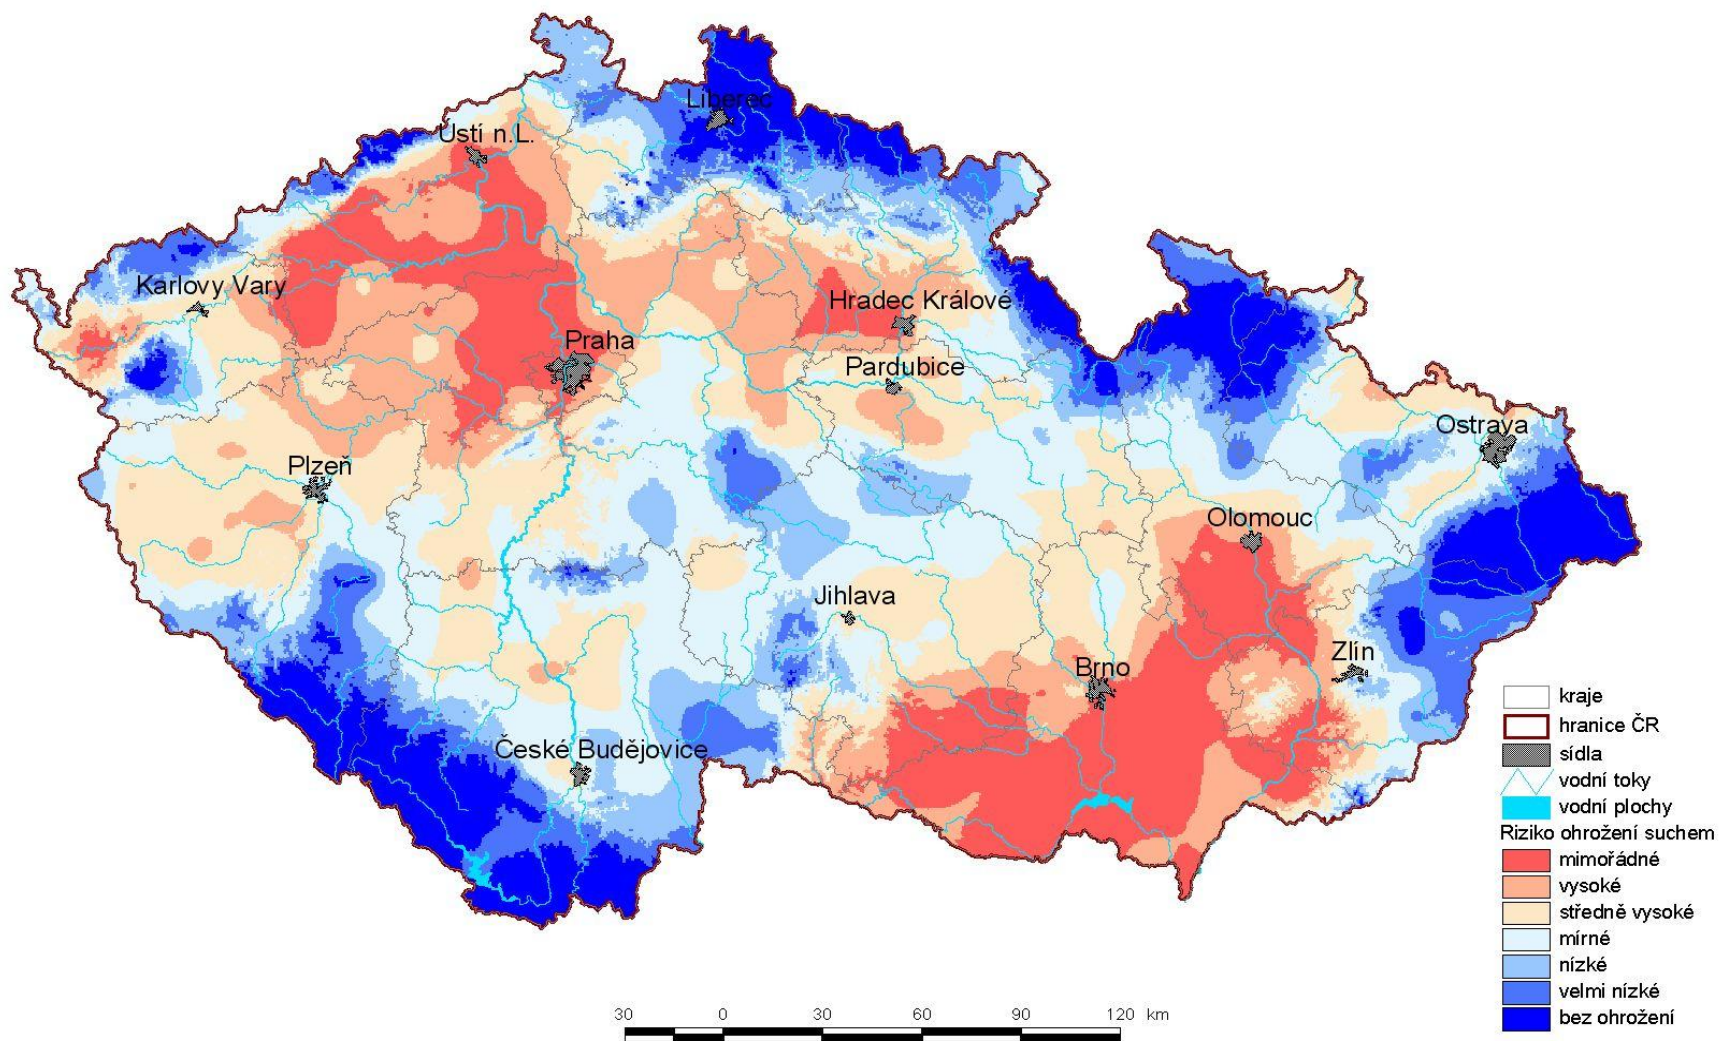 Liberec
Ústí n.L.
Karlovy Vary
Hradec Králové
Praha
Pardubice
Ostrava
Plzeň
Olomouc
Jihlava
Zlín
Brno
České Budějovice
kraje
hranice ČR
sídla
vodní toky
vodní plochy
Riziko ohrožení suchem
mimořádné
vysoké
středně vysoké
mírné
nízké
velmi nízké
bez ohrožení
30 0 30 60 90 120 km